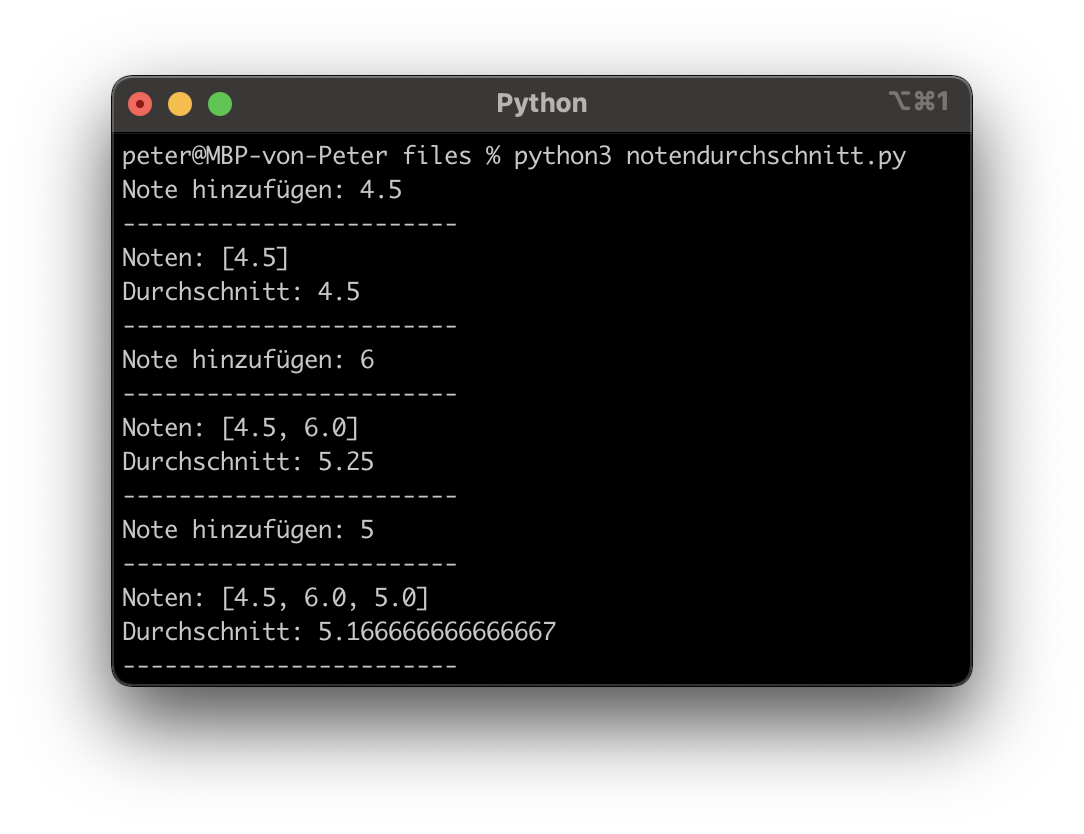 Python
⌥⌘1
peter@MBP-von-Peter files % python3 notendurchschnitt.py
Note hinzufügen: 4.5
------------------------
Noten: [4.5]
Durchschnitt: 4.5
------------------------
Note hinzufügen: 6
------------------------
Noten: [4.5, 6.0]
Durchschnitt: 5.25
------------------------
Note hinzufügen: 5
------------------------
Noten: [4.5, 6.0, 5.0]
Durchschnitt: 5.166666666666667
------------------------